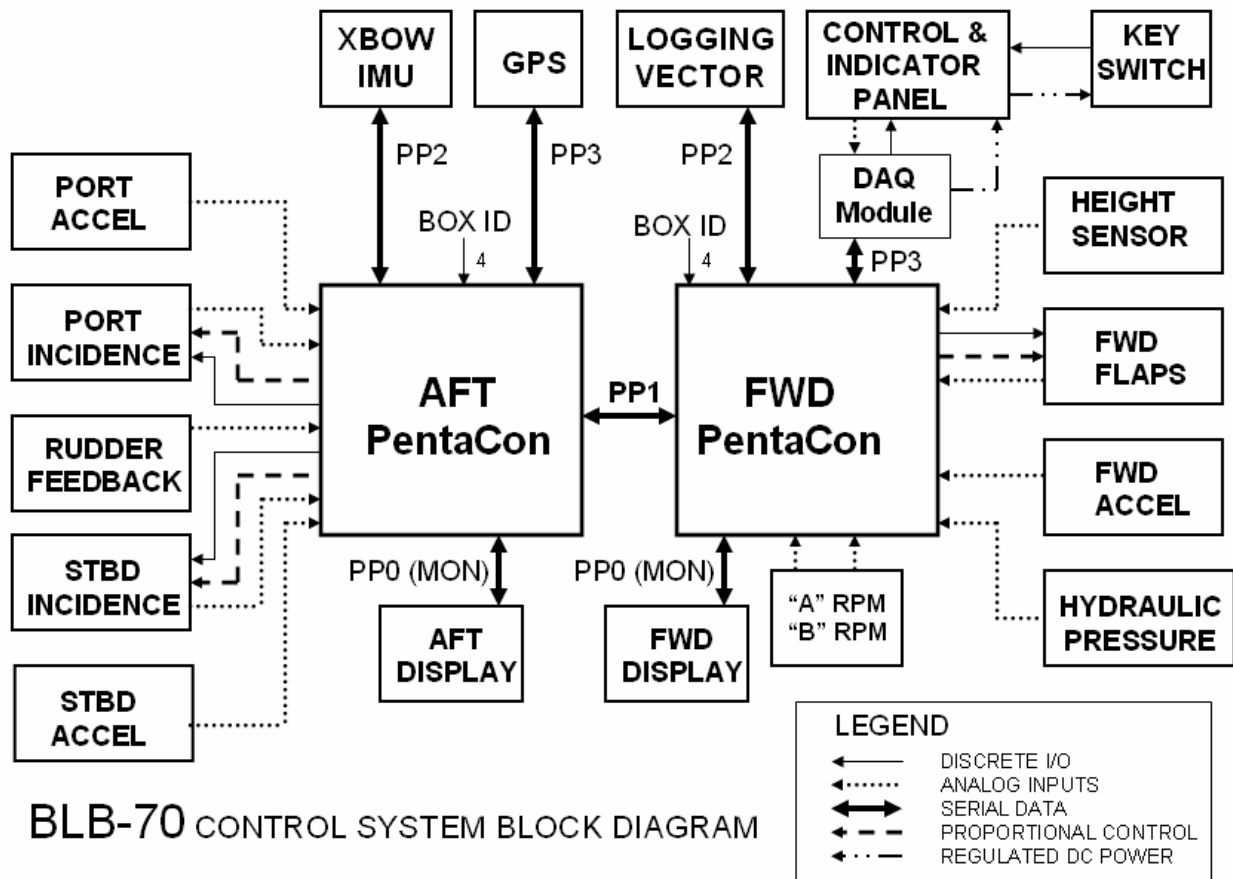 XBOW
IMU
GPS
LOGGING
VECTOR
CONTROL &
INDICATOR
PANEL
KEY
SWITCH
PP2
PP3
PP2
DAQ
Module
PORT
ACCEL
BOX ID
4
BOX ID
4
PP3
HEIGHT
SENSOR
PORT
INCIDENCE
AFT
PentaCon
PP1
FWD
PentaCon
FWD
FLAPS
RUDDER
FEEDBACK
FWD
ACCEL
STBD
INCIDENCE
PP0 (MON)
PP0 (MON)
"A" RPM
"B" RPM
HYDRAULIC
PRESSURE
AFT
DISPLAY
FWD
DISPLAY
STBD
ACCEL
LEGEND
DISCRETE I/O
ANALOG INPUTS
SERIAL DATA
PROPORTIONAL CONTROL
REGULATED DC POWER
BLB-70 CONTROL SYSTEM BLOCK DIAGRAM